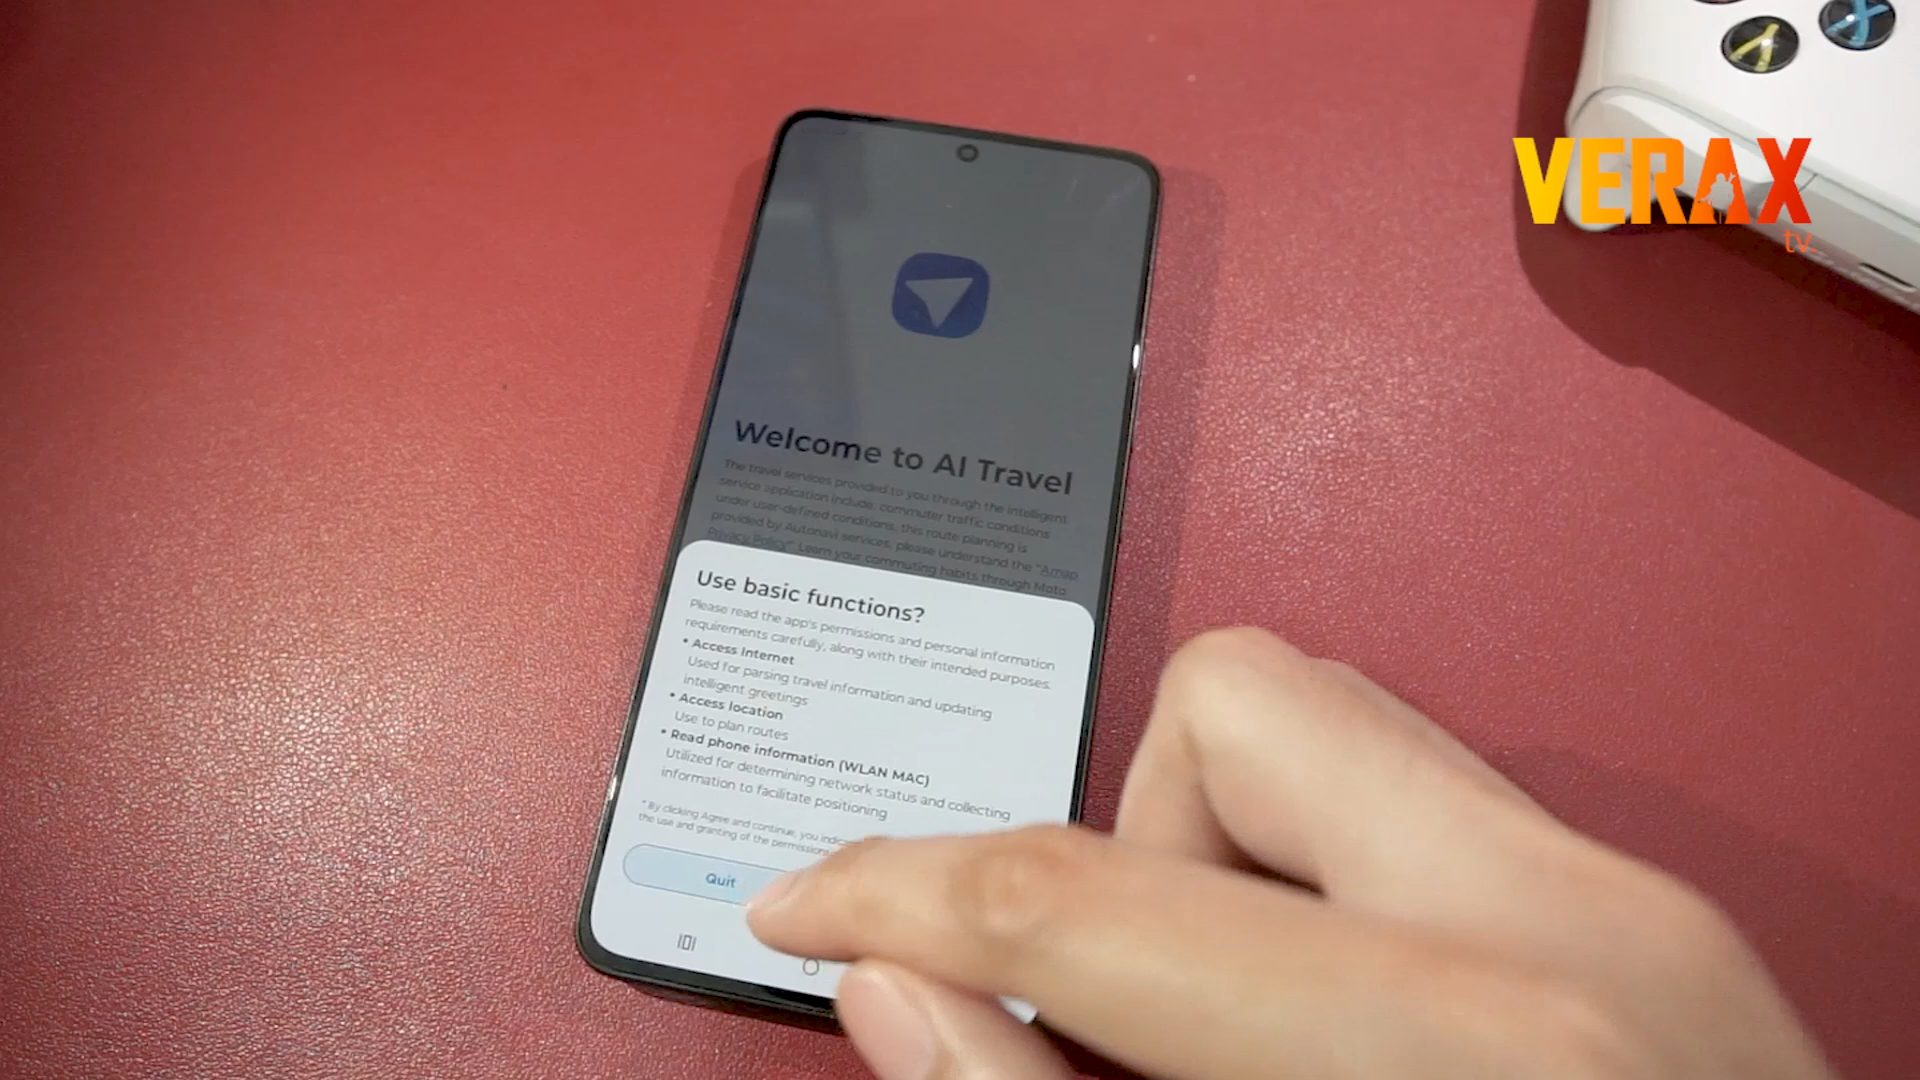 VERAX
tv
Welcome to AI Travel
The travel services provided to you through the intelligent
service application include: commuter traffic conditions
under user-defined conditions, this route planning is
provided by Autonavi services, please understand the "Amap
Privacy Policy". Learn your commuting habits through Moto
Use basic functions?
Please read the app's permissions and personal information
requirements carefully, along with their intended purposes.
• Access Internet
Used for parsing travel information and updating
intelligent greetings
• Access location
Use to plan routes
• Read phone information (WLAN MAC)
Utilized for determining network status and collecting
information to facilitate positioning
* By clicking Agree and continue, you
the use and granting of the permissions
Quit
Y
X